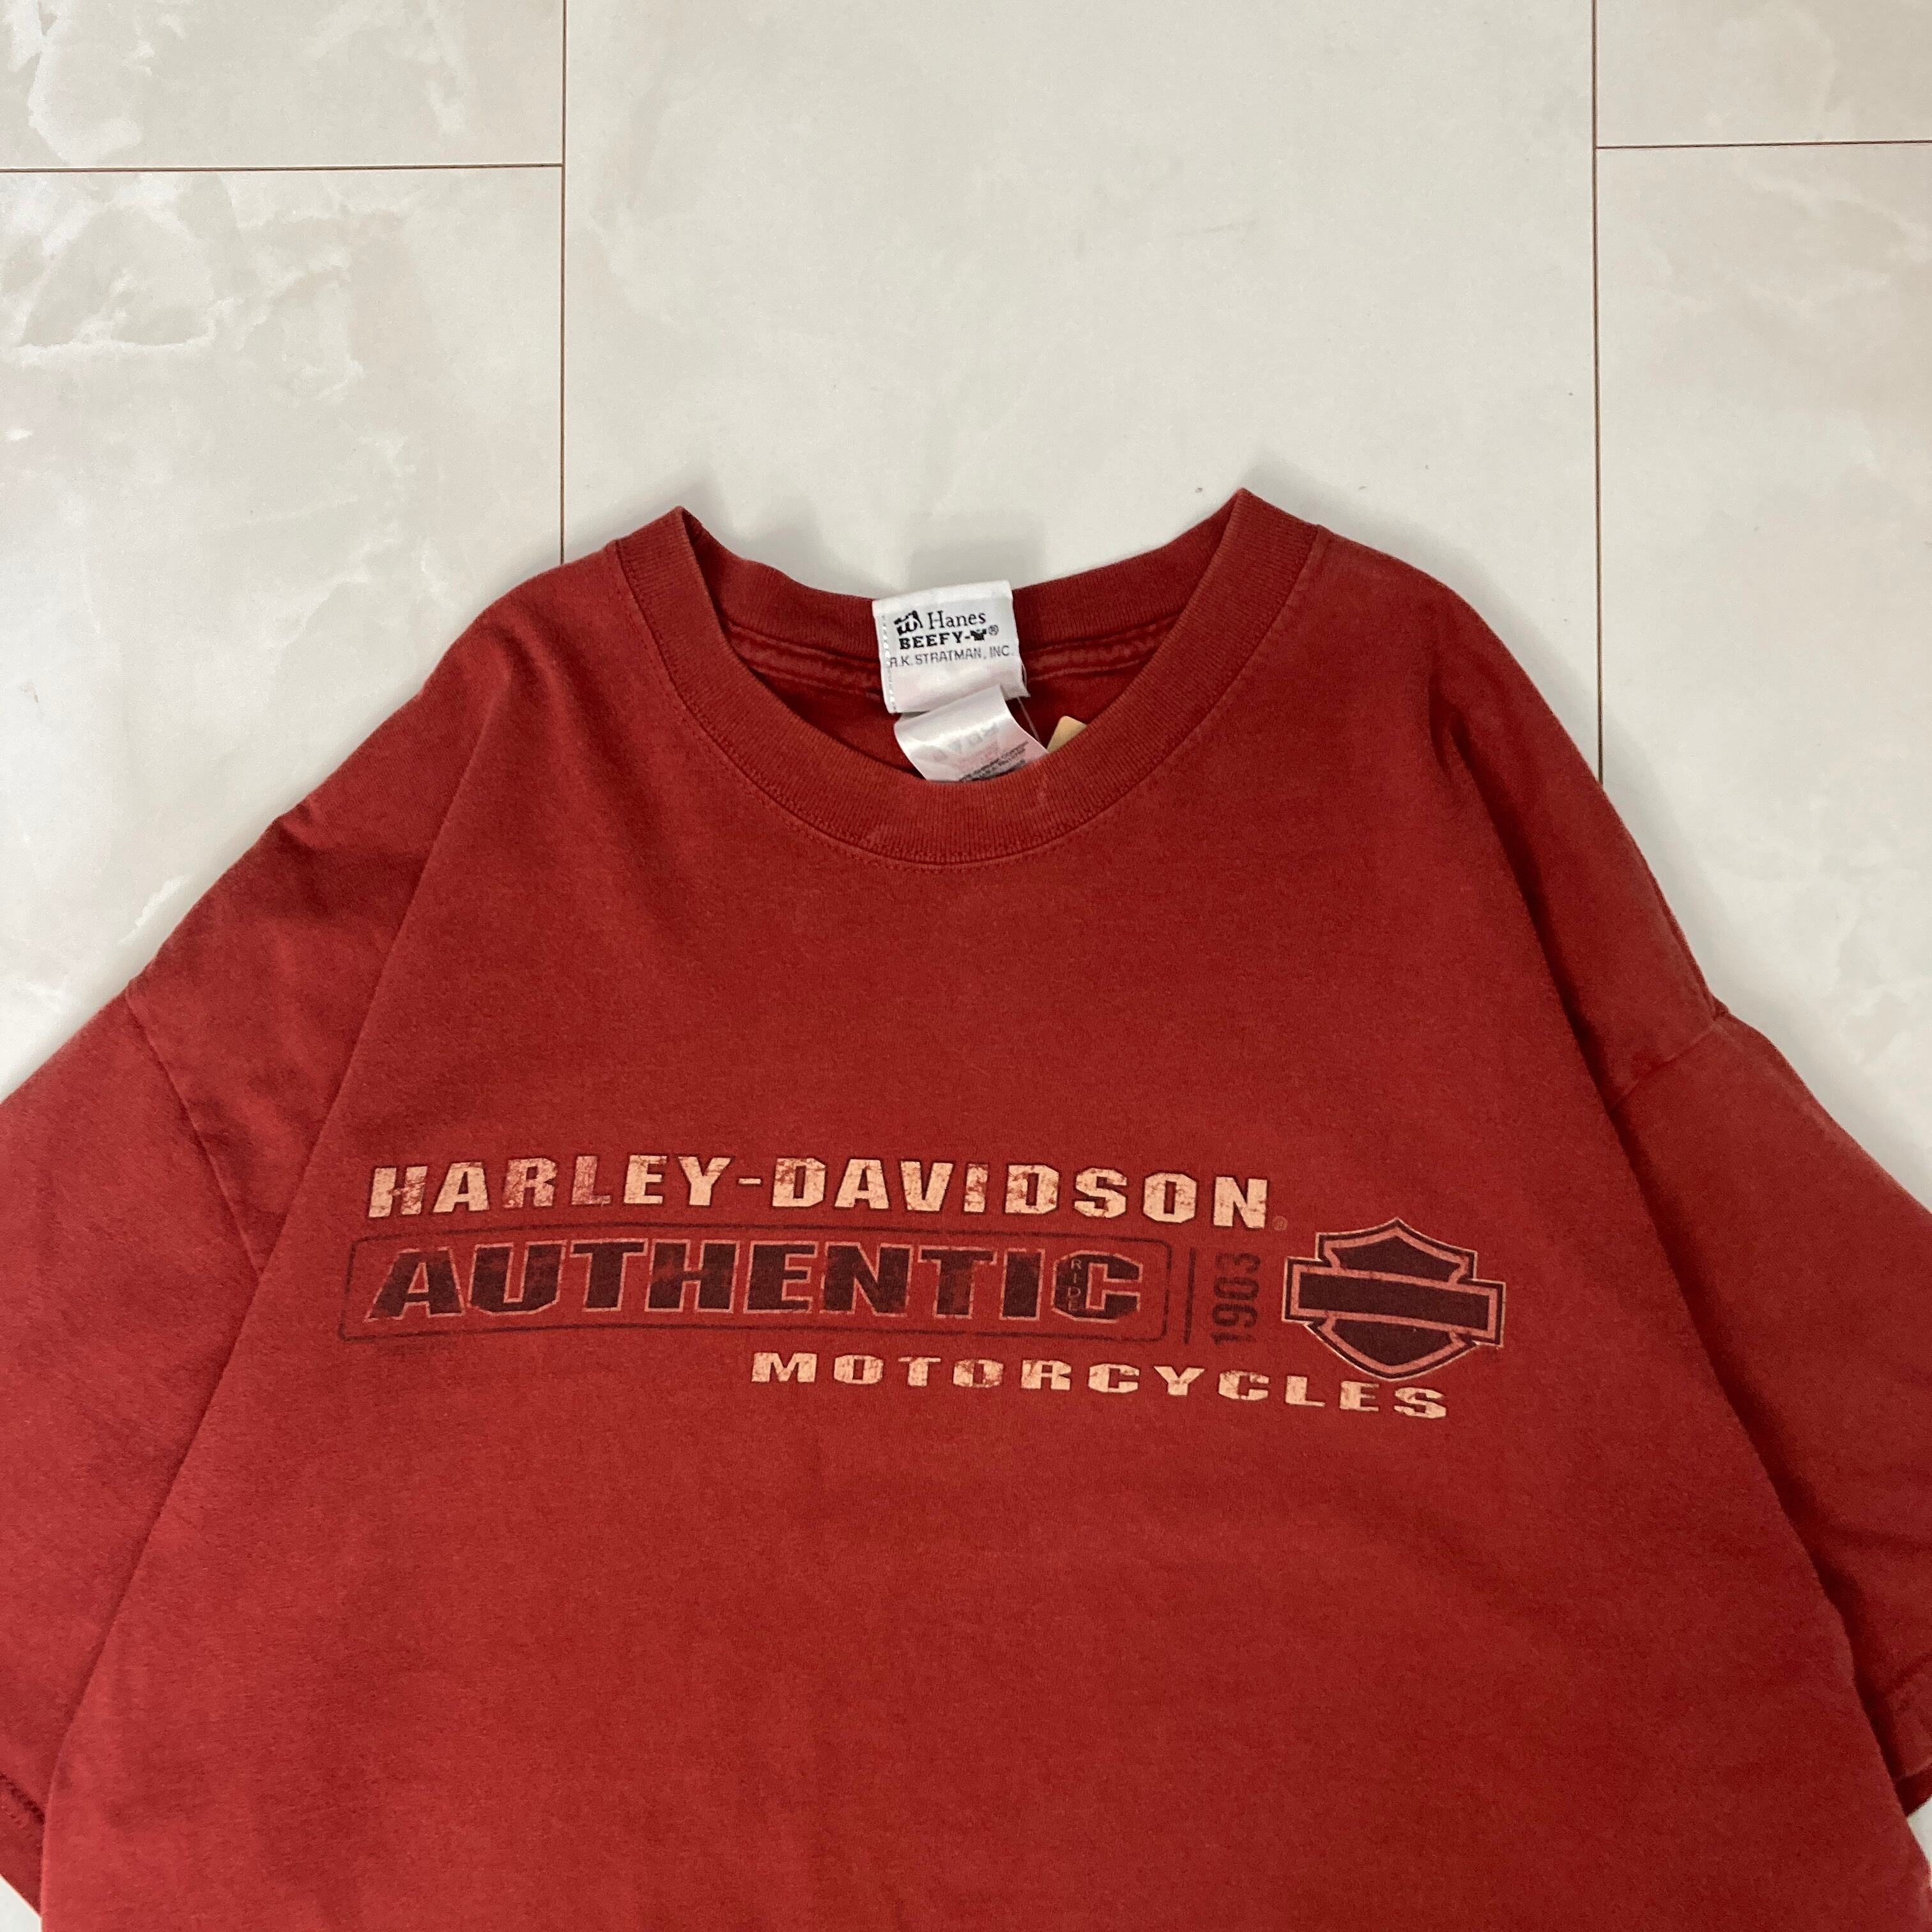 Hanes
BEEFY-T®
R.K. STRATMAN, INC.
HARLEY-DAVIDSON®
AUTHENTIC
RIDE
1903
MOTORCYCLES